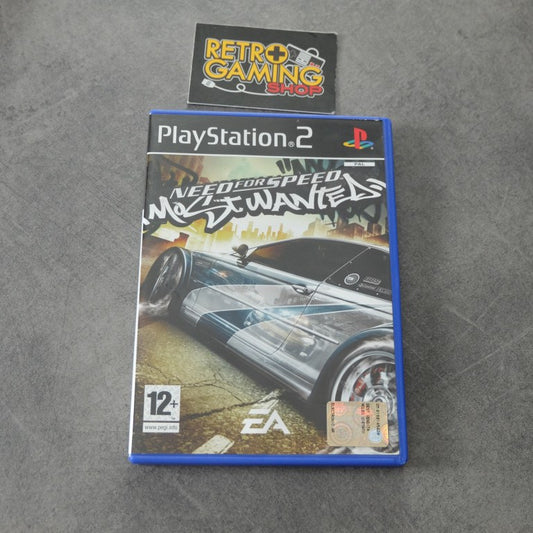 RETRO
GAMING
SHOP
PlayStation®2
PAL
NEED FOR SPEED
MOST WANTED
12+
www.pegi.info
EA